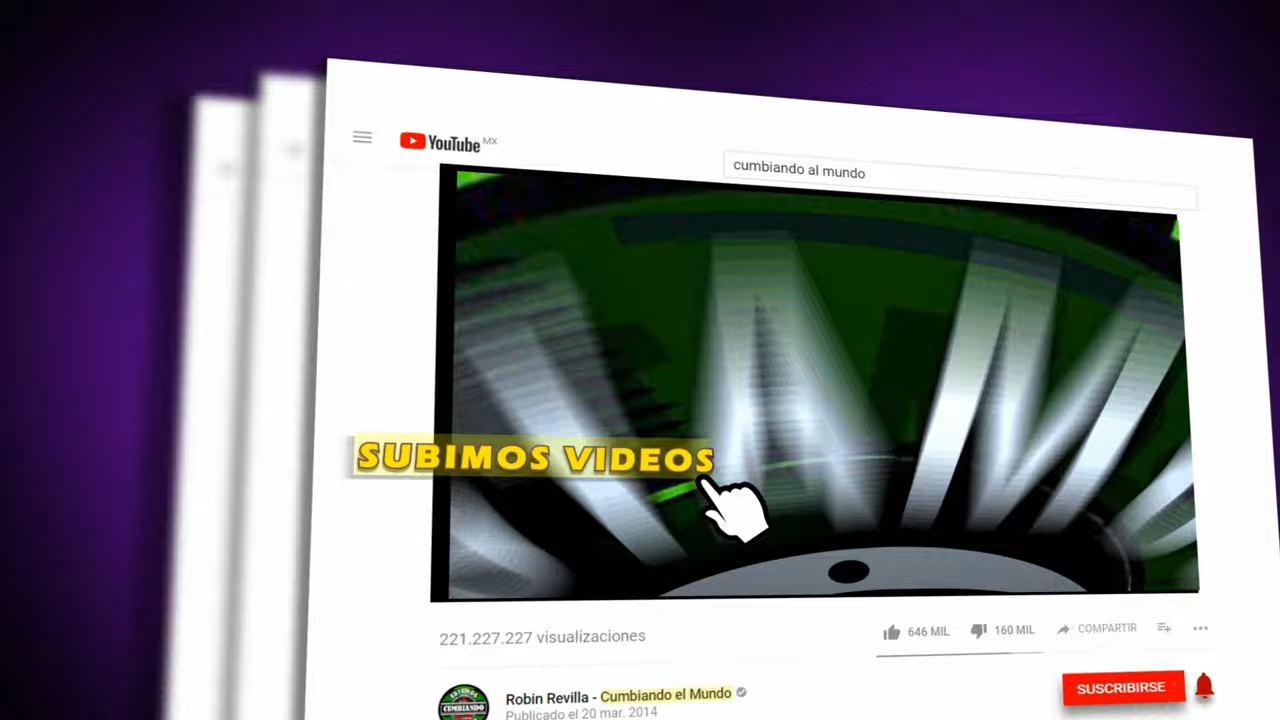 YouTube MX
cumbiando al mundo
SUBIMOS VIDEOS
221.227.227 visualizaciones
646 MIL
160 MIL
COMPARTIR
Robin Revilla - Cumbiando el Mundo
Publicado el 20 mar. 2014
SUSCRIBIRSE
CUMBIANDO